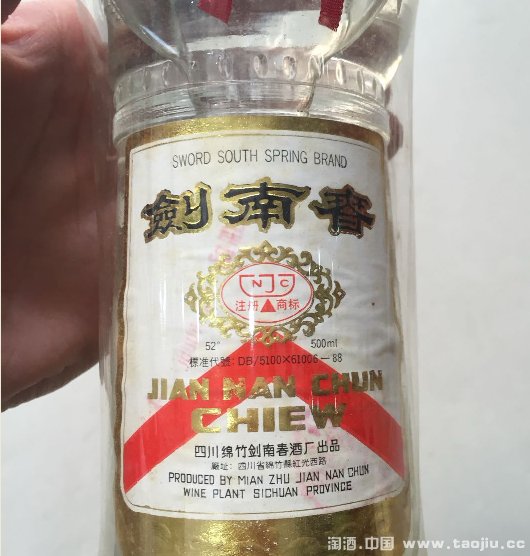 SWORD SOUTH SPRING BRAND
劍南春
JNC
注册 商标
52° 500ml
標准代號: DB/5100×61006—88
JIAN NAN CHUN
CHIEW
四川绵竹剑南春酒厂出品
廠址: 四川省綿竹縣紅光西路
PRODUCED BY MIAN ZHU JIAN NAN CHUN
WINE PLANT SICHUAN PROVINCE
淘酒.中国 www.taojiu.cc